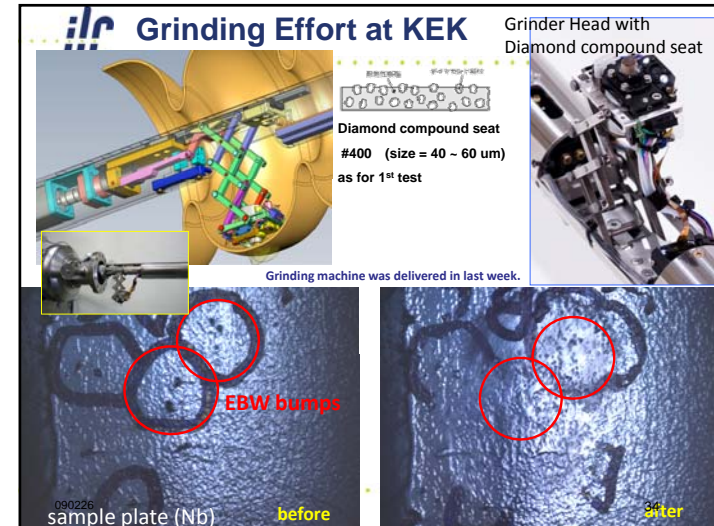 ilc Grinding Effort at KEK
Grinder Head with
Diamond compound seat
Diamond compound seat
#400 (size = 40 ~ 60 um)
as for 1st test
Grinding machine was delivered in last week.
EBW bumps
090226
sample plate (Nb)
before
34
after